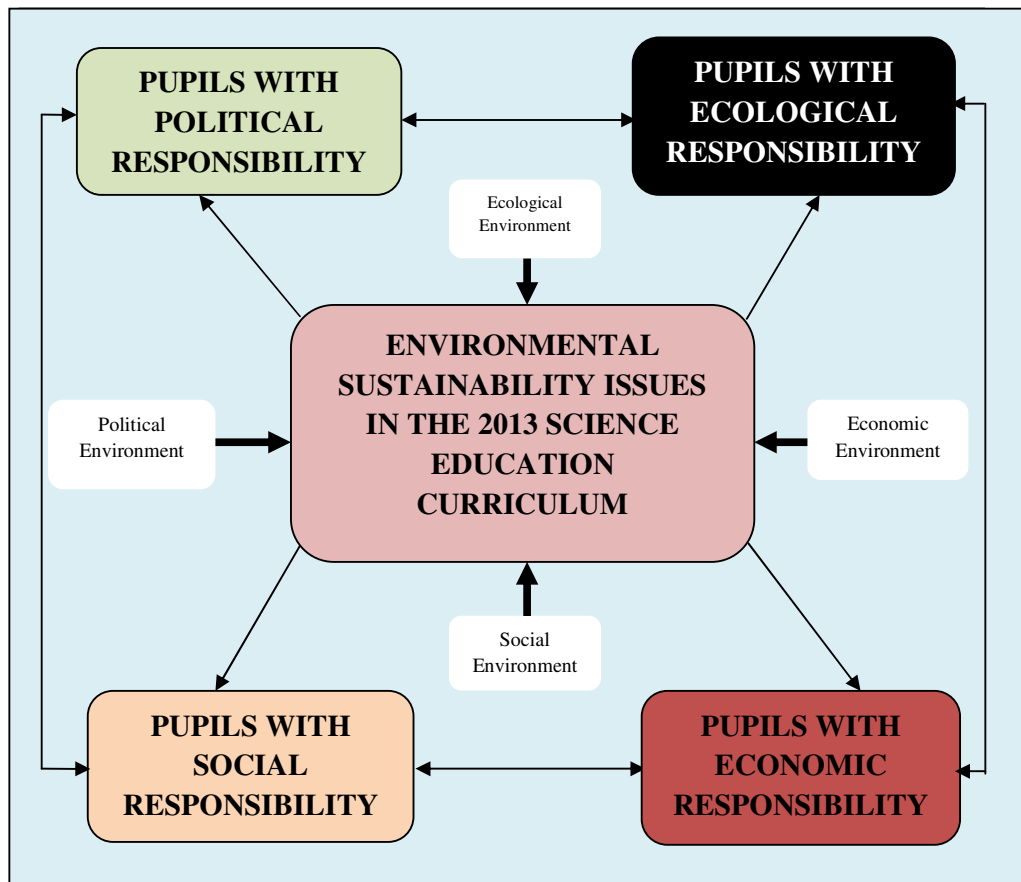 PUPILS WITH
POLITICAL
RESPONSIBILITY
PUPILS WITH
ECOLOGICAL
RESPONSIBILITY
Ecological
Environment
ENVIRONMENTAL
SUSTAINABILITY ISSUES
IN THE 2013 SCIENCE
EDUCATION
CURRICULUM
Political
Environment
Economic
Environment
Social
Environment
PUPILS WITH
SOCIAL
RESPONSIBILITY
PUPILS WITH
ECONOMIC
RESPONSIBILITY